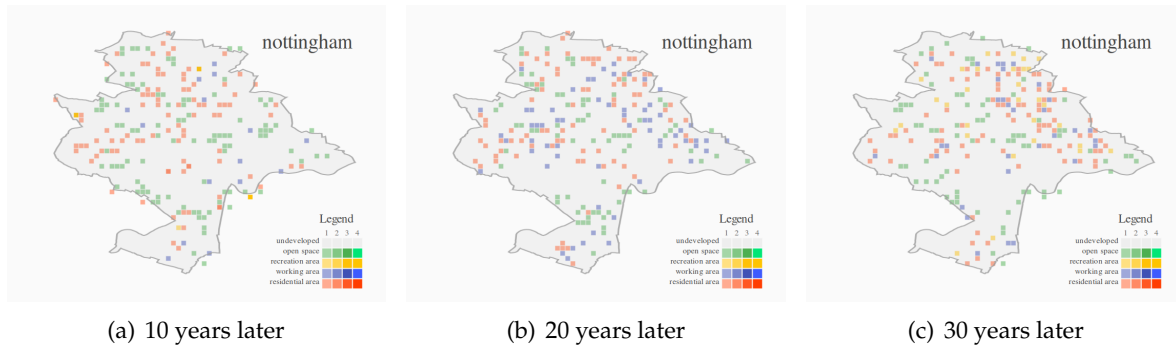 nottingham
Legend
1 2 3 4
undeveloped
open space
recreation area
working area
residential area
(a) 10 years later
nottingham
Legend
1 2 3 4
undeveloped
open space
recreation area
working area
residential area
(b) 20 years later
nottingham
Legend
1 2 3 4
undeveloped
open space
recreation area
working area
residential area
(c) 30 years later